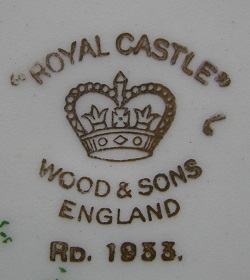 "ROYAL CASTLE"
WOOD & SONS
ENGLAND
RD. 1933.